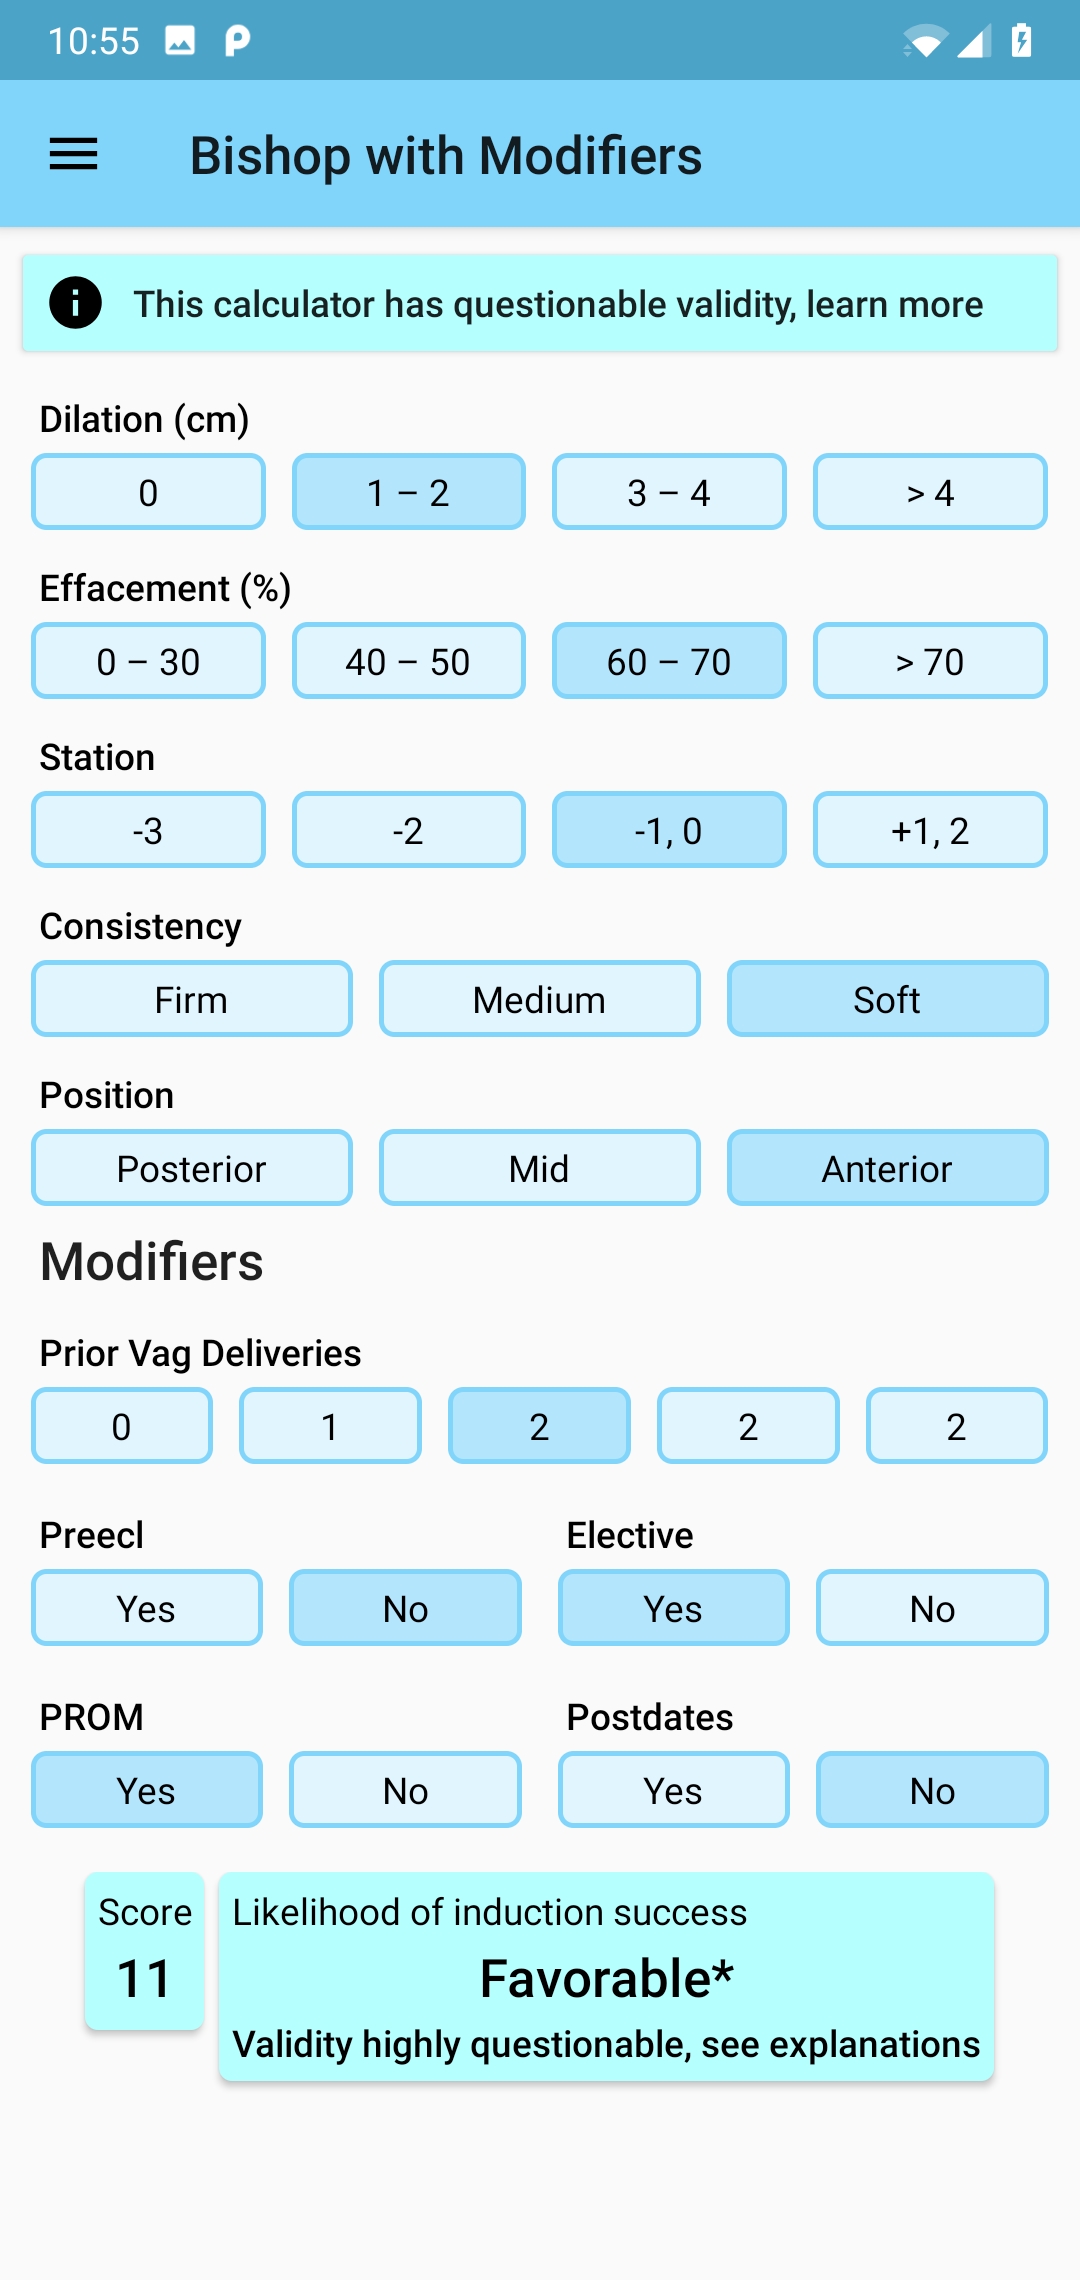 10:55
Bishop with Modifiers
This calculator has questionable validity, learn more
Dilation (cm)
0 1 – 2 3 – 4 > 4
Effacement (%)
0 – 30 40 – 50 60 – 70 > 70
Station
-3 -2 -1, 0 +1, 2
Consistency
Firm Medium Soft
Position
Posterior Mid Anterior
Modifiers
Prior Vag Deliveries
0 1 2 2 2
Preecl Elective
Yes No Yes No
PROM Postdates
Yes No Yes No
Score Likelihood of induction success
11 Favorable*
Validity highly questionable, see explanations